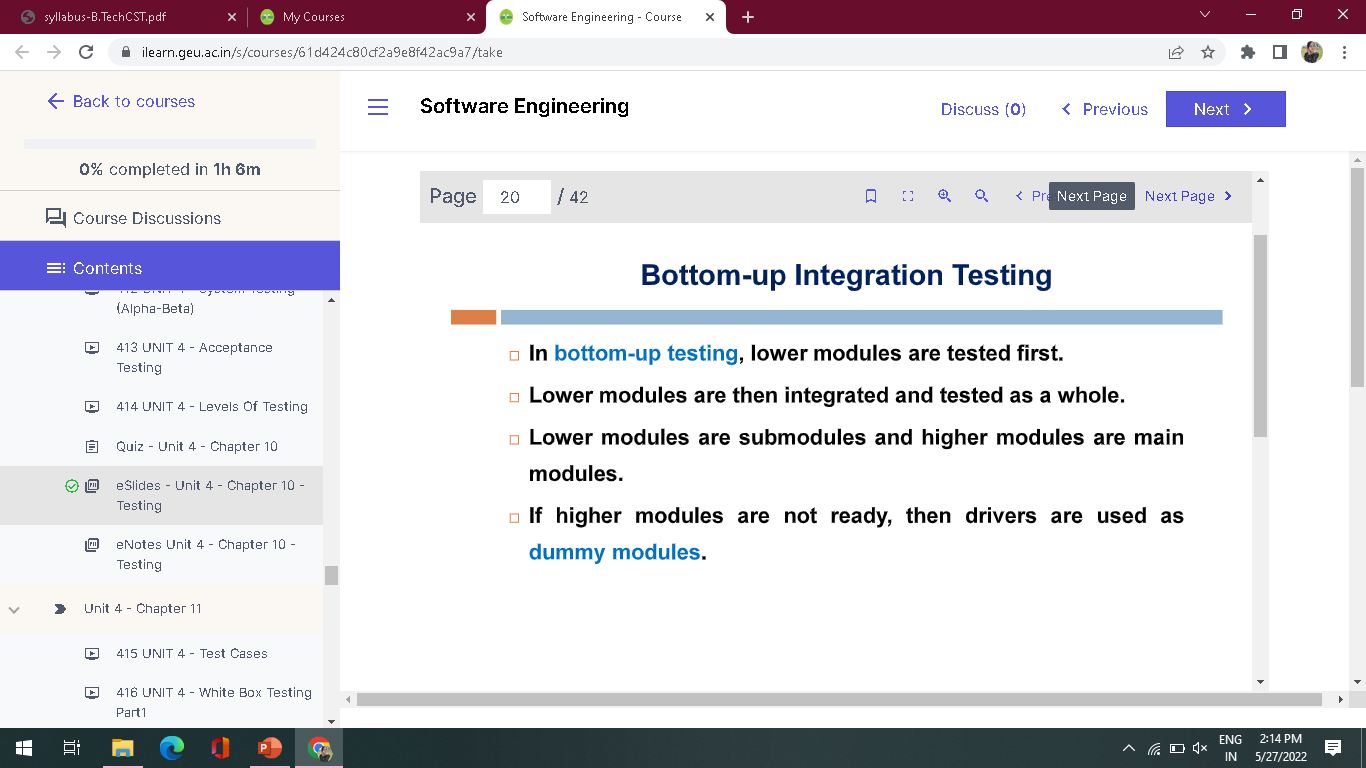 syllabus-B.TechCST.pdf
My Courses
Software Engineering - Course
ilearn.geu.ac.in/s/courses/61d424c80cf2a9e8f42ac9a7/take
Back to courses
0% completed in 1h 6m
Course Discussions
Contents
412 UNIT 4 - System Testing
(Alpha-Beta)
413 UNIT 4 - Acceptance
Testing
414 UNIT 4 - Levels Of Testing
Quiz - Unit 4 - Chapter 10
eSlides - Unit 4 - Chapter 10 -
Testing
eNotes Unit 4 - Chapter 10 -
Testing
Unit 4 - Chapter 11
415 UNIT 4 - Test Cases
416 UNIT 4 - White Box Testing
Part1
Software Engineering
Discuss (0)
Previous
Next
Page 20 / 42
Pre
Next Page
Next Page
Bottom-up Integration Testing
In bottom-up testing, lower modules are tested first.
Lower modules are then integrated and tested as a whole.
Lower modules are submodules and higher modules are main
modules.
If higher modules are not ready, then drivers are used as
dummy modules.
ENG
IN
2:14 PM
5/27/2022